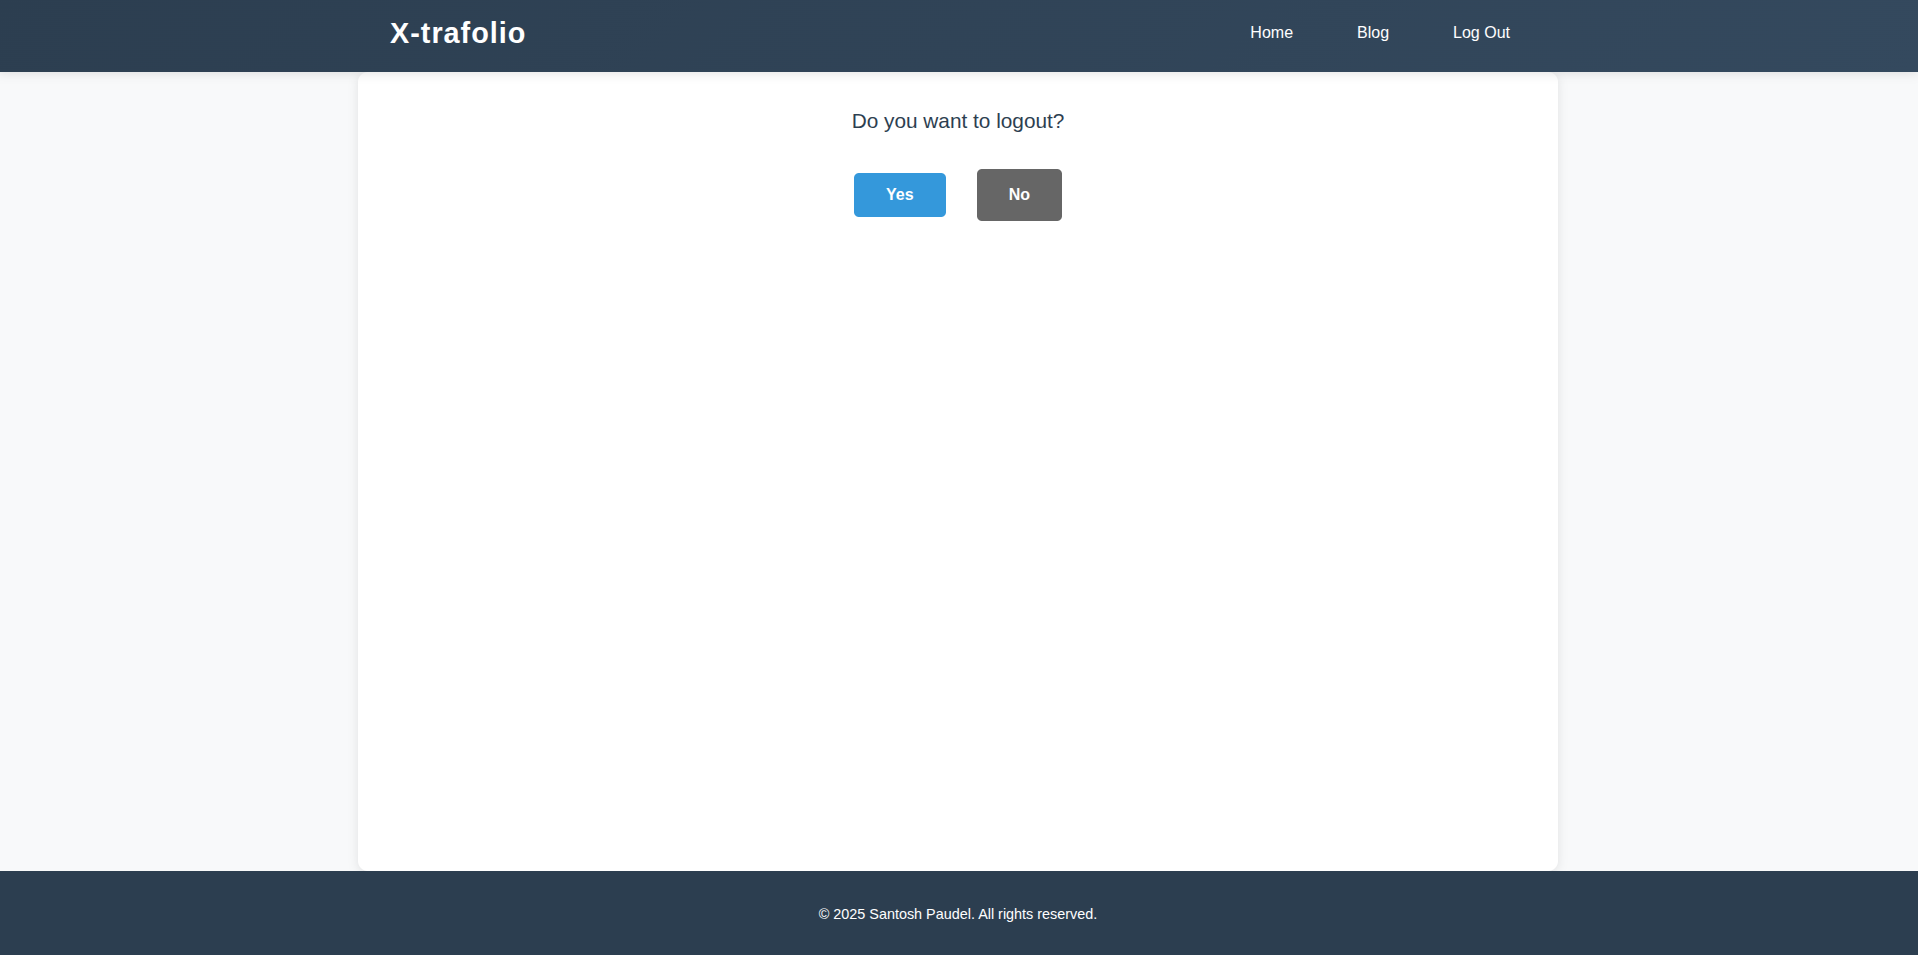 X-trafolio
Home Blog Log Out
Do you want to logout?
Yes No
© 2025 Santosh Paudel. All rights reserved.